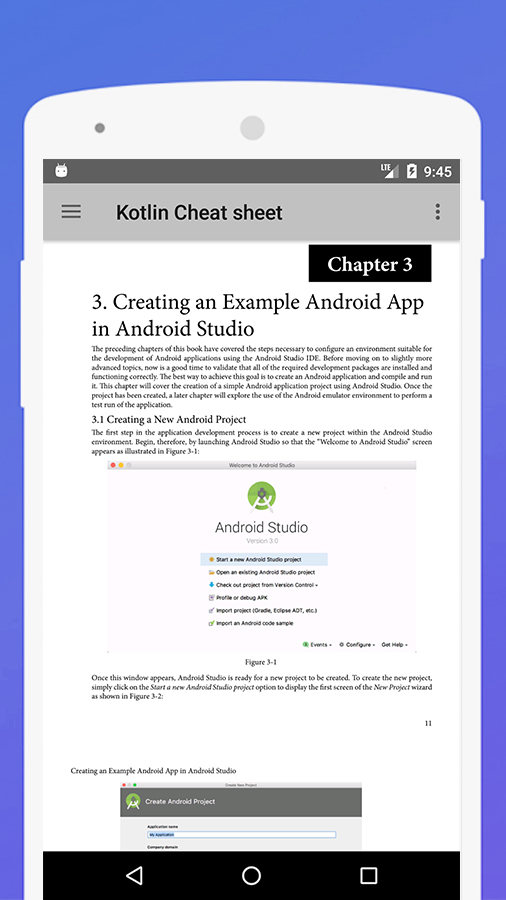 LTE 9:45
Kotlin Cheat sheet
Chapter 3
3. Creating an Example Android App
in Android Studio
The preceding chapters of this book have covered the steps necessary to configure an environment suitable for
the development of Android applications using the Android Studio IDE. Before moving on to slightly more
advanced topics, now is a good time to validate that all of the required development packages are installed and
functioning correctly. The best way to achieve this goal is to create an Android application and compile and run
it. This chapter will cover the creation of a simple Android application project using Android Studio. Once the
project has been created, a later chapter will explore the use of the Android emulator environment to perform a
test run of the application.
3.1 Creating a New Android Project
The first step in the application development process is to create a new project within the Android Studio
environment. Begin, therefore, by launching Android Studio so that the "Welcome to Android Studio" screen
appears as illustrated in Figure 3-1:
Welcome to Android Studio
Android Studio
Version 3.0
Start a new Android Studio project
Open an existing Android Studio project
Check out project from Version Control
Profile or debug APK
Import project (Gradle, Eclipse ADT, etc.)
Import an Android code sample
Events Configure Get Help
Figure 3-1
Once this window appears, Android Studio is ready for a new project to be created. To create the new project,
simply click on the Start a new Android Studio project option to display the first screen of the New Project wizard
as shown in Figure 3-2:
11
Creating an Example Android App in Android Studio
Create New Project
Create Android Project
Application name
My Application
Company domain